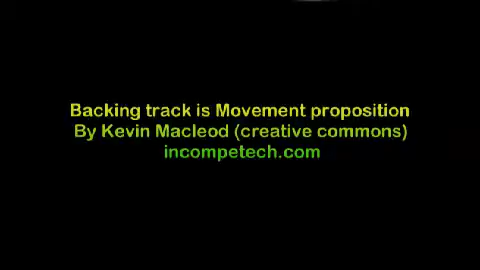 Backing track is Movement proposition
By Kevin Macleod (creative commons)
incompetech.com